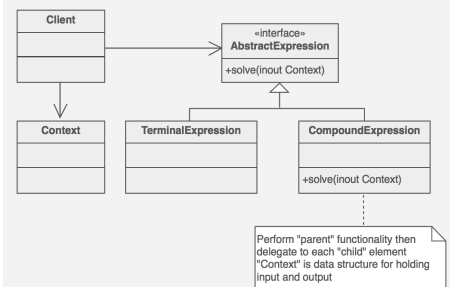 Client
«interface»
AbstractExpression
+solve(inout Context)
Context
TerminalExpression
CompoundExpression
+solve(inout Context)
Perform "parent" functionality then
delegate to each "child" element
"Context" is data structure for holding
input and output